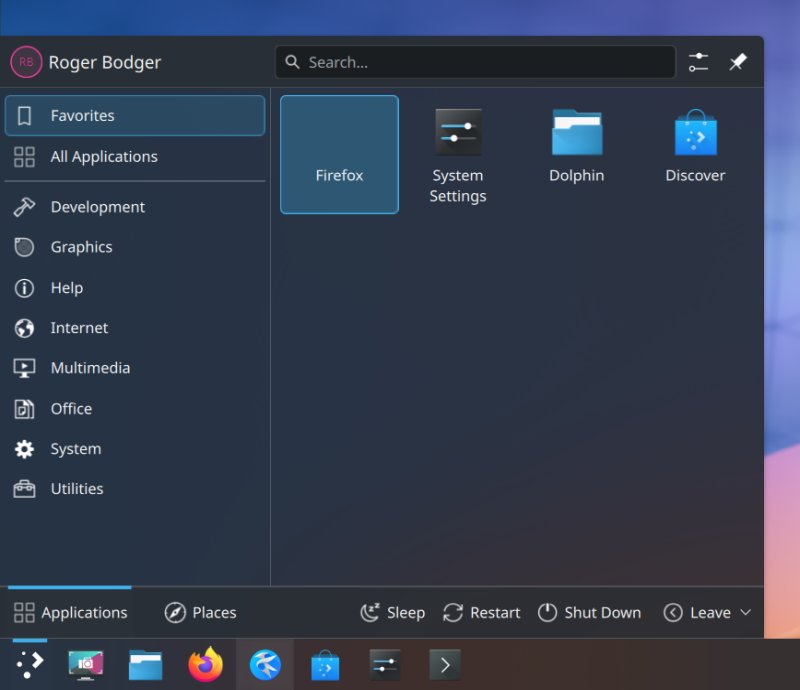 RB Roger Bodger
Search...
Favorites
All Applications
Development
Graphics
Help
Internet
Multimedia
Office
System
Utilities
Firefox
System
Settings
Dolphin
Discover
Applications
Places
Sleep
Restart
Shut Down
Leave